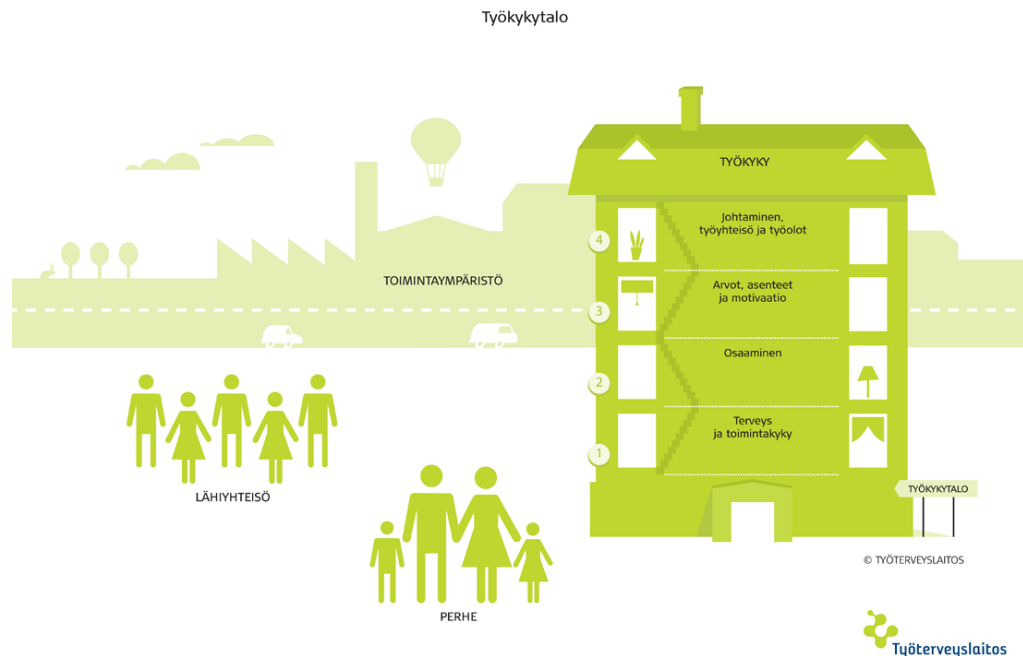 Työkykytalo
TYÖKYKY
4
Johtaminen,
työyhteisö ja työolot
TOIMINTAYMPÄRISTÖ
3
Arvot, asenteet
ja motivaatio
2
Osaaminen
1
Terveys
ja toimintakyky
LÄHIYHTEISÖ
TYÖKYKYTALO
PERHE
© TYÖTERVEYSLAITOS
Työterveyslaitos